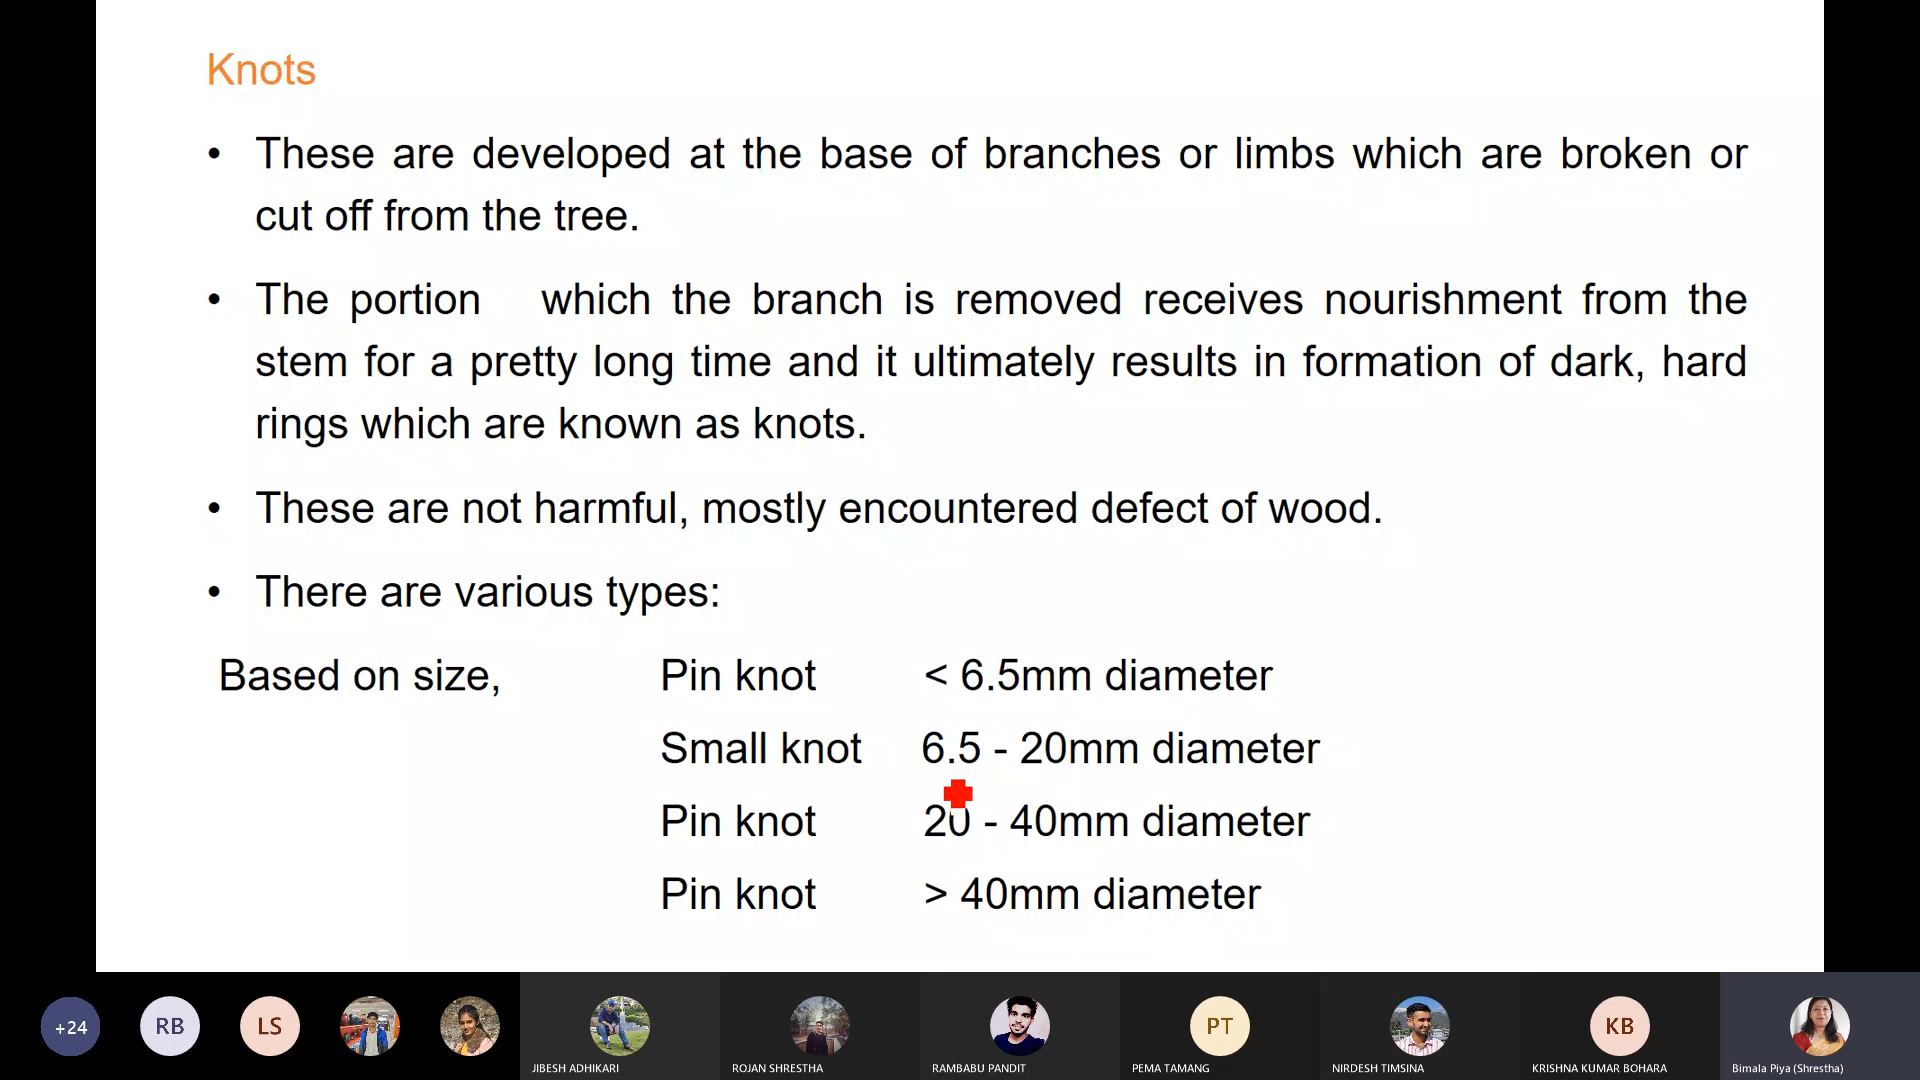 Knots
• These are developed at the base of branches or limbs which are broken or
cut off from the tree.
• The portion which the branch is removed receives nourishment from the
stem for a pretty long time and it ultimately results in formation of dark, hard
rings which are known as knots.
• These are not harmful, mostly encountered defect of wood.
• There are various types:
Based on size, Pin knot < 6.5mm diameter
Small knot 6.5 - 20mm diameter
Pin knot 20 - 40mm diameter
Pin knot > 40mm diameter
+24 RB LS PT KB
JIBESH ADHIKARI ROJAN SHRESTHA RAMBABU PANDIT PEMA TAMANG NIRDESH TIMSINA KRISHNA KUMAR BOHARA Bimala Piya (Shrestha)